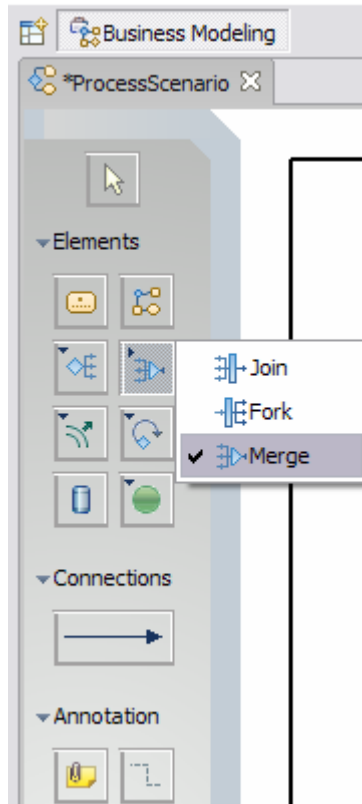 Business Modeling
*ProcessScenario
Elements
Join
Fork
Merge
Connections
Annotation